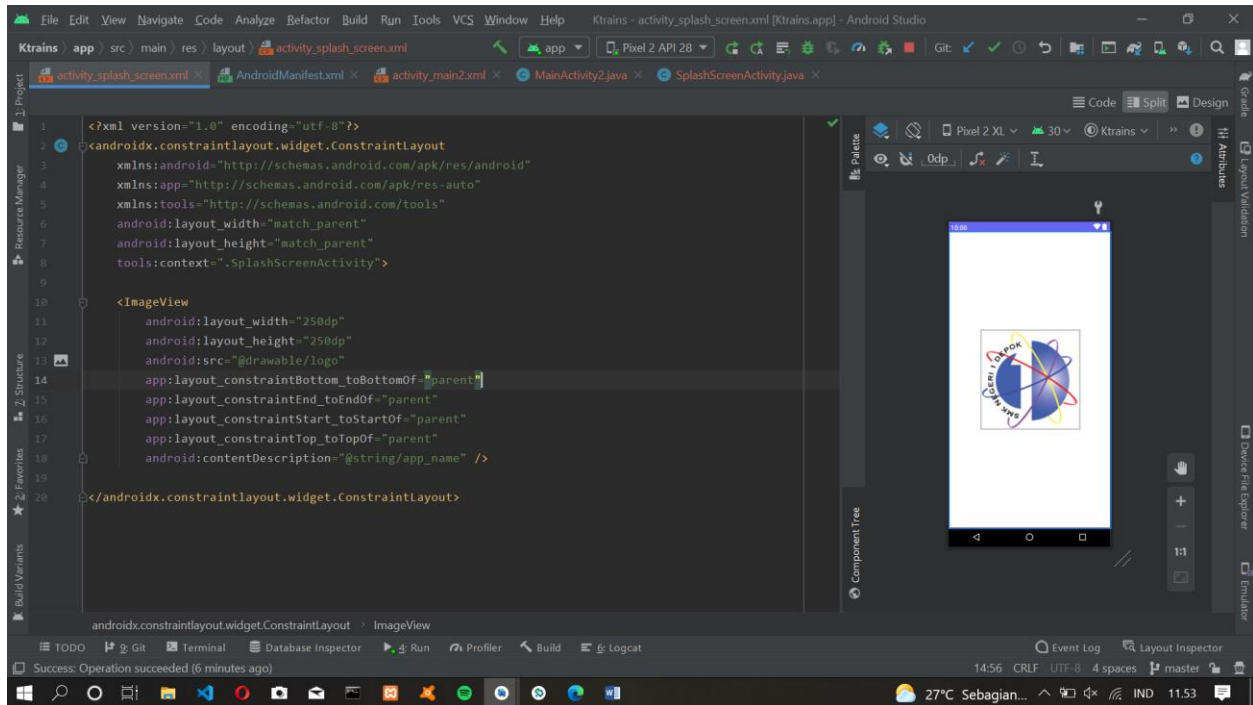 File Edit View Navigate Code Analyze Refactor Build Run Tools VCS Window Help Ktrains - activity_splash_screen.xml [Ktrains.app] - Android Studio
Ktrains app src main res layout activity_splash_screen.xml app Pixel 2 API 28 Git:
activity_splash_screen.xml AndroidManifest.xml activity_main2.xml MainActivity2.java SplashScreenActivity.java
Code Split Design
1: Project
Resource Manager
7: Structure
2: Favorites
Build Variants
1 <?xml version="1.0" encoding="utf-8"?>
2 <androidx.constraintlayout.widget.ConstraintLayout
3 xmlns:android="http://schemas.android.com/apk/res/android"
4 xmlns:app="http://schemas.android.com/apk/res-auto"
5 xmlns:tools="http://schemas.android.com/tools"
6 android:layout_width="match_parent"
7 android:layout_height="match_parent"
8 tools:context=".SplashScreenActivity">
9
10 <ImageView
11 android:layout_width="250dp"
12 android:layout_height="250dp"
13 android:src="@drawable/logo"
14 app:layout_constraintBottom_toBottomOf="parent"
15 app:layout_constraintEnd_toEndOf="parent"
16 app:layout_constraintStart_toStartOf="parent"
17 app:layout_constraintTop_toTopOf="parent"
18 android:contentDescription="@string/app_name" />
19
20 </androidx.constraintlayout.widget.ConstraintLayout>
Palette
Component Tree
Pixel 2 XL 30 Ktrains
0dp
10:00
SMK NEGERI 1 DEPOK
1:1
Attributes
Gradle
Layout Validation
Device File Explorer
Emulator
androidx.constraintlayout.widget.ConstraintLayout ImageView
TODO 9: Git Terminal Database Inspector 4: Run Profiler Build 6: Logcat Event Log Layout Inspector
Success: Operation succeeded (6 minutes ago) 14:56 CRLF UTF-8 4 spaces master
27°C Sebagian... IND 11.53